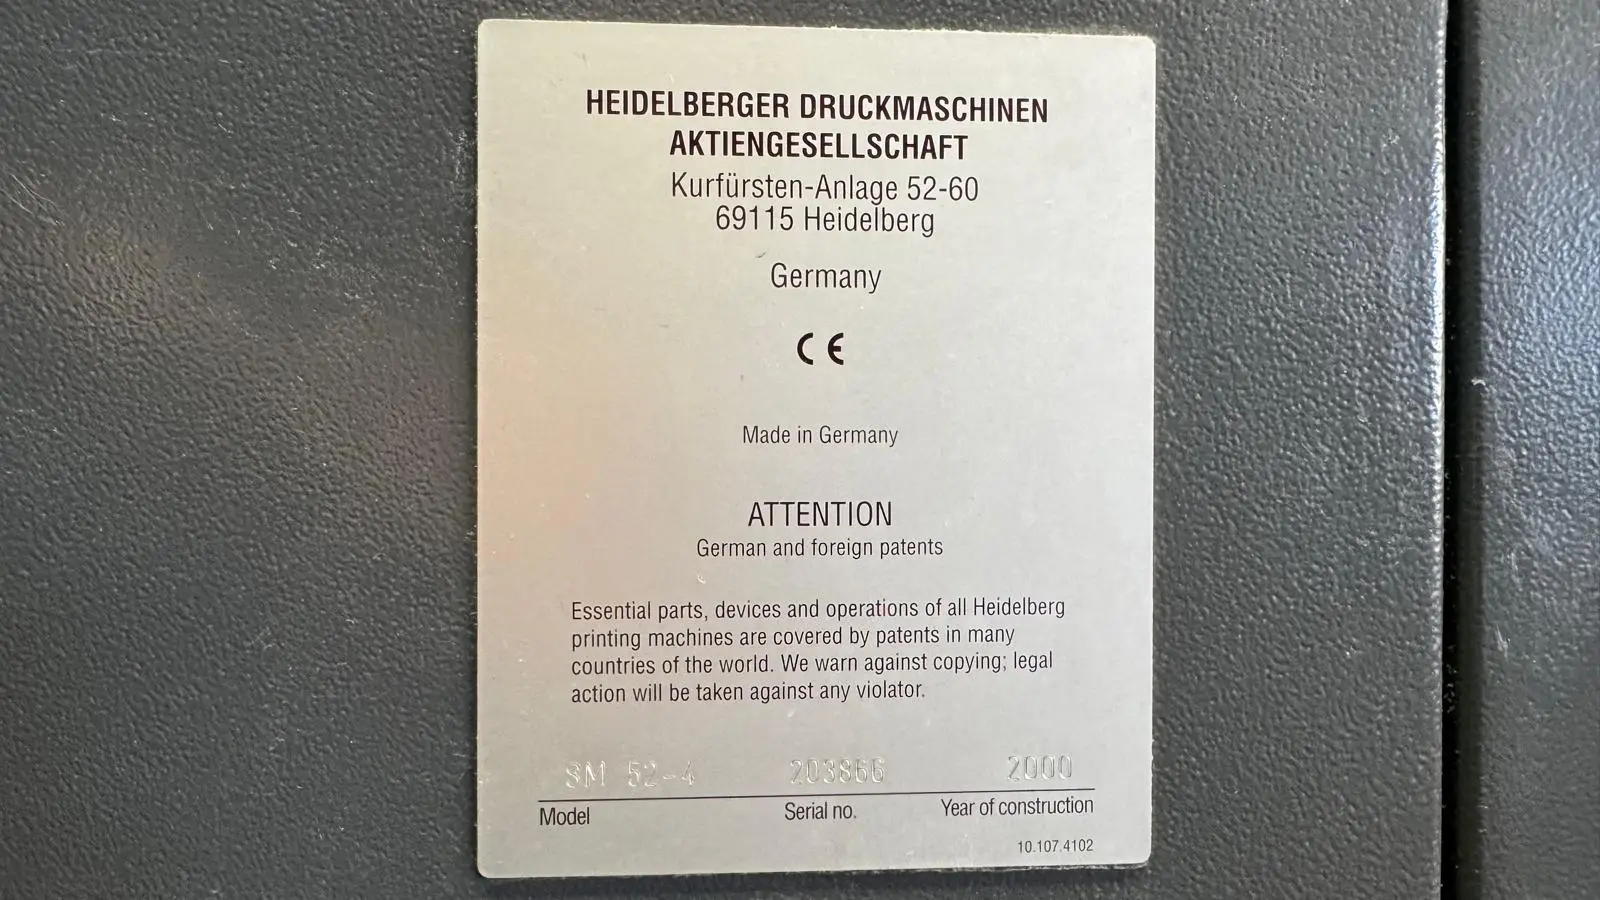 HEIDELBERGER DRUCKMASCHINEN
AKTIENGESELLSCHAFT
Kurfürsten-Anlage 52-60
69115 Heidelberg
Germany
CE
Made in Germany
ATTENTION
German and foreign patents
Essential parts, devices and operations of all Heidelberg
printing machines are covered by patents in many
countries of the world. We warn against copying; legal
action will be taken against any violator.
SM 52-4 203866 2000
Model Serial no. Year of construction
10.107.4102